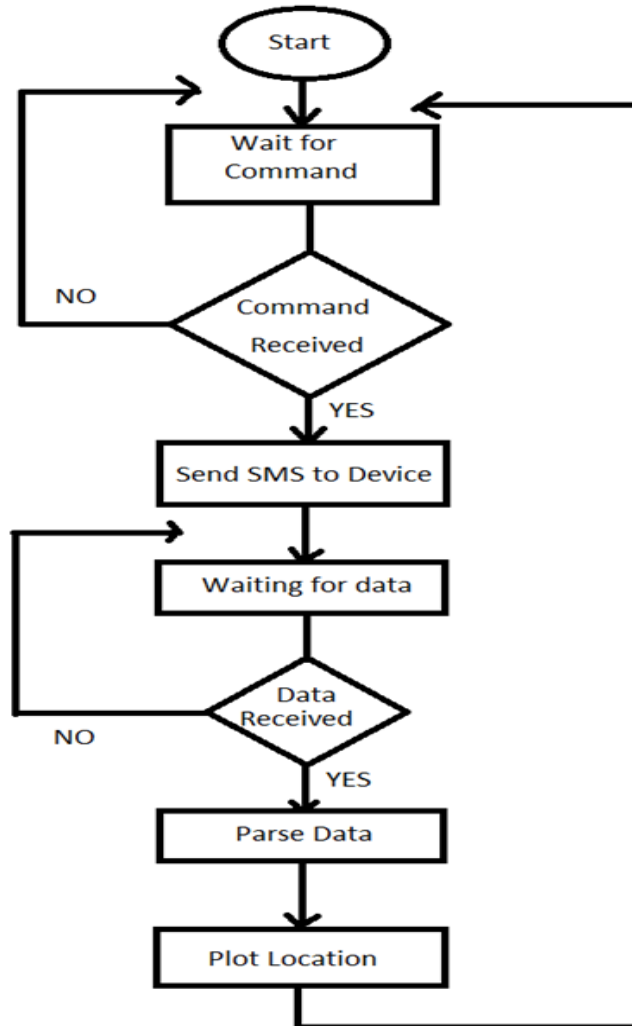 Start
Wait for
Command
NO
Command
Received
YES
Send SMS to Device
Waiting for data
Data
Received
NO
YES
Parse Data
Plot Location